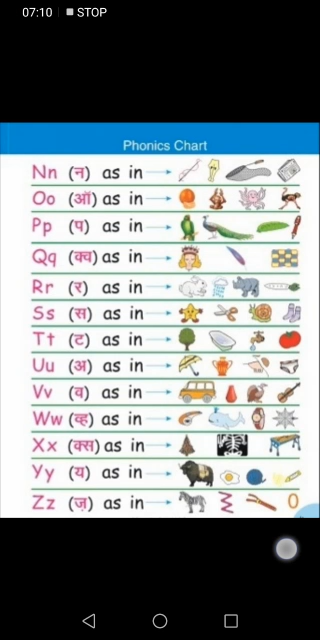 07:10 STOP
Phonics Chart
Nn (न) as in
Oo (ऑ) as in
Pp (प) as in
Qq (क्व) as in
Rr (र) as in
Ss (स) as in
Tt (ट) as in
Uu (अ) as in
Vv (व) as in
Ww (व्ह) as in
Xx (क्स) as in
Yy (य) as in
Zz (ज़) as in 0